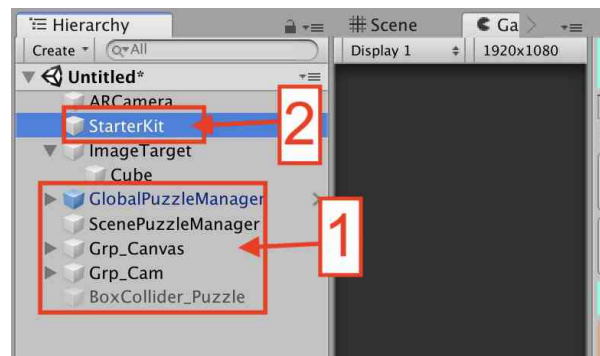 Hierarchy
Create
All
Untitled*
ARCamera
StarterKit
2
ImageTarget
Cube
GlobalPuzzleManager
ScenePuzzleManager
1
Grp_Canvas
Grp_Cam
BoxCollider_Puzzle
Scene
Ga
Display 1
1920x1080